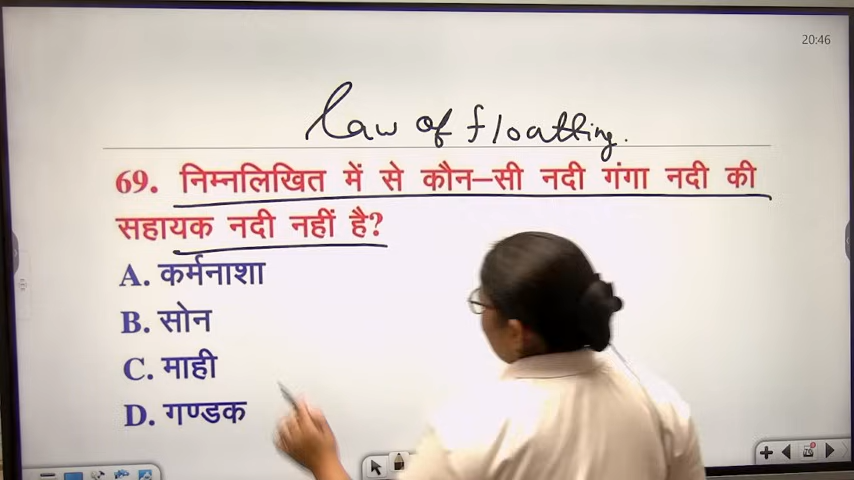 20:46
Law of floatting.
69. निम्नलिखित में से कौन–सी नदी गंगा नदी की
सहायक नदी नहीं है?
A. कर्मनाशा
B. सोन
C. माही
D. गण्डक